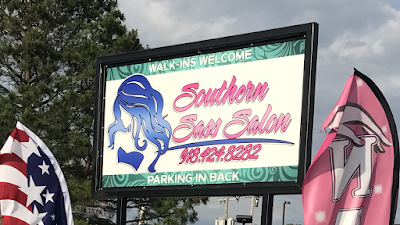 WALK-INS WELCOME
Southern
Sass Salon
918.424.8282
PARKING IN BACK
N